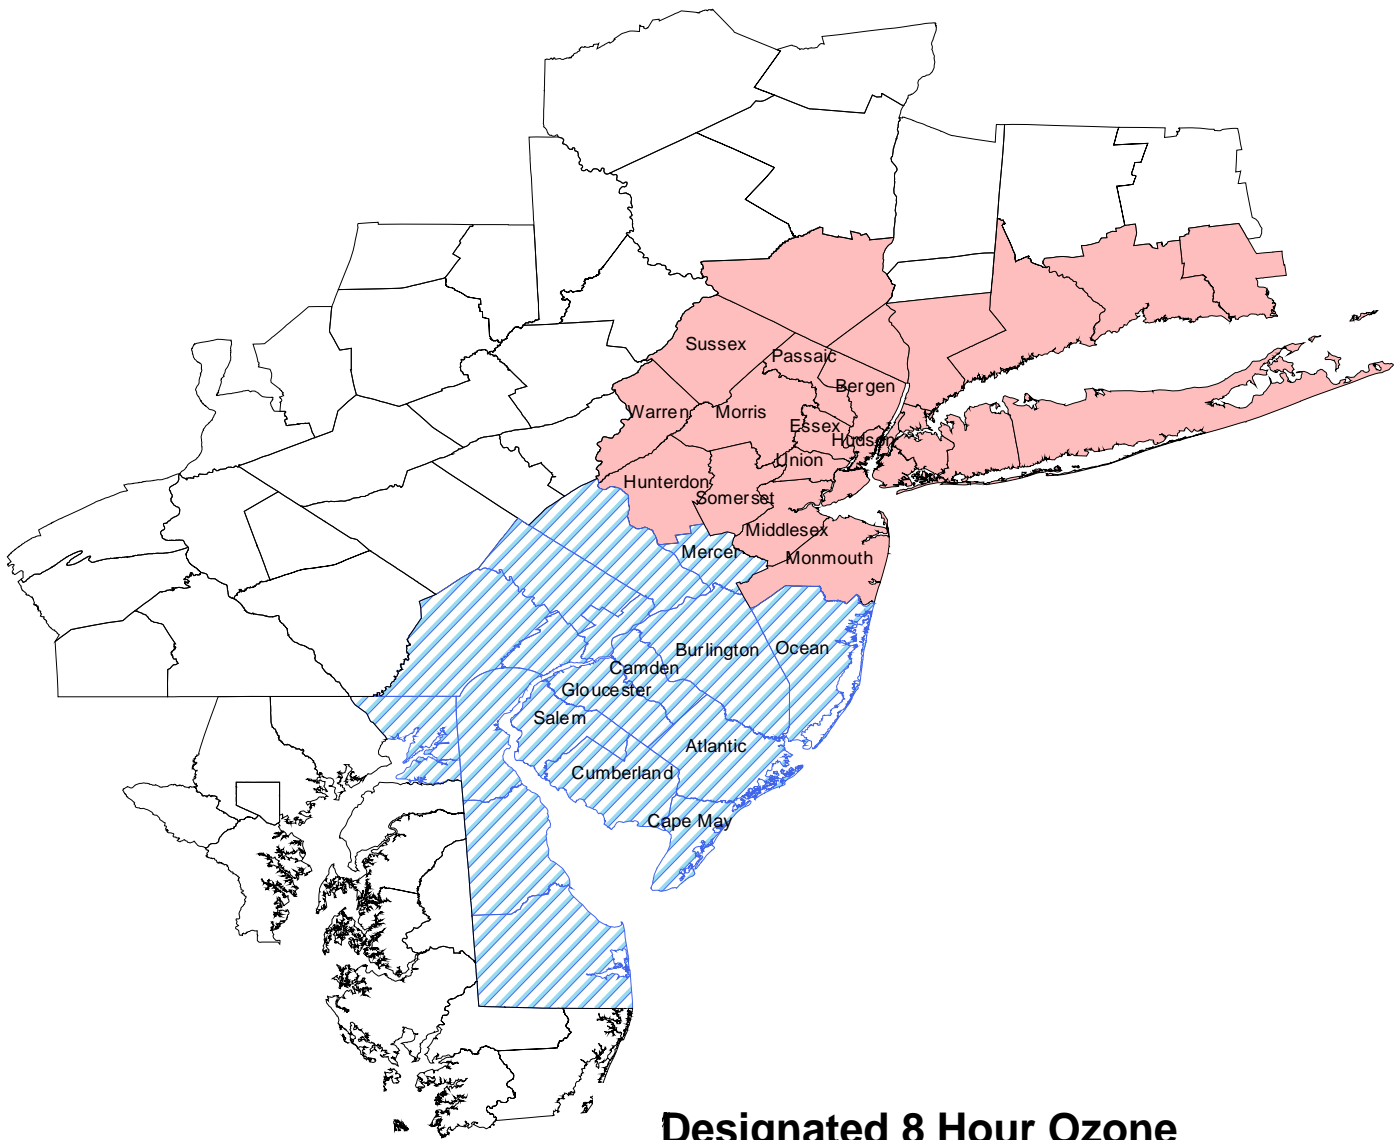 Sussex
Passaic
Bergen
Warren
Morris
Essex
Hudson
Union
Hunterdon
Somerset
Middlesex
Mercer
Monmouth
Burlington
Ocean
Camden
Gloucester
Salem
Atlantic
Cumberland
Cape May
Designated 8 Hour Ozone